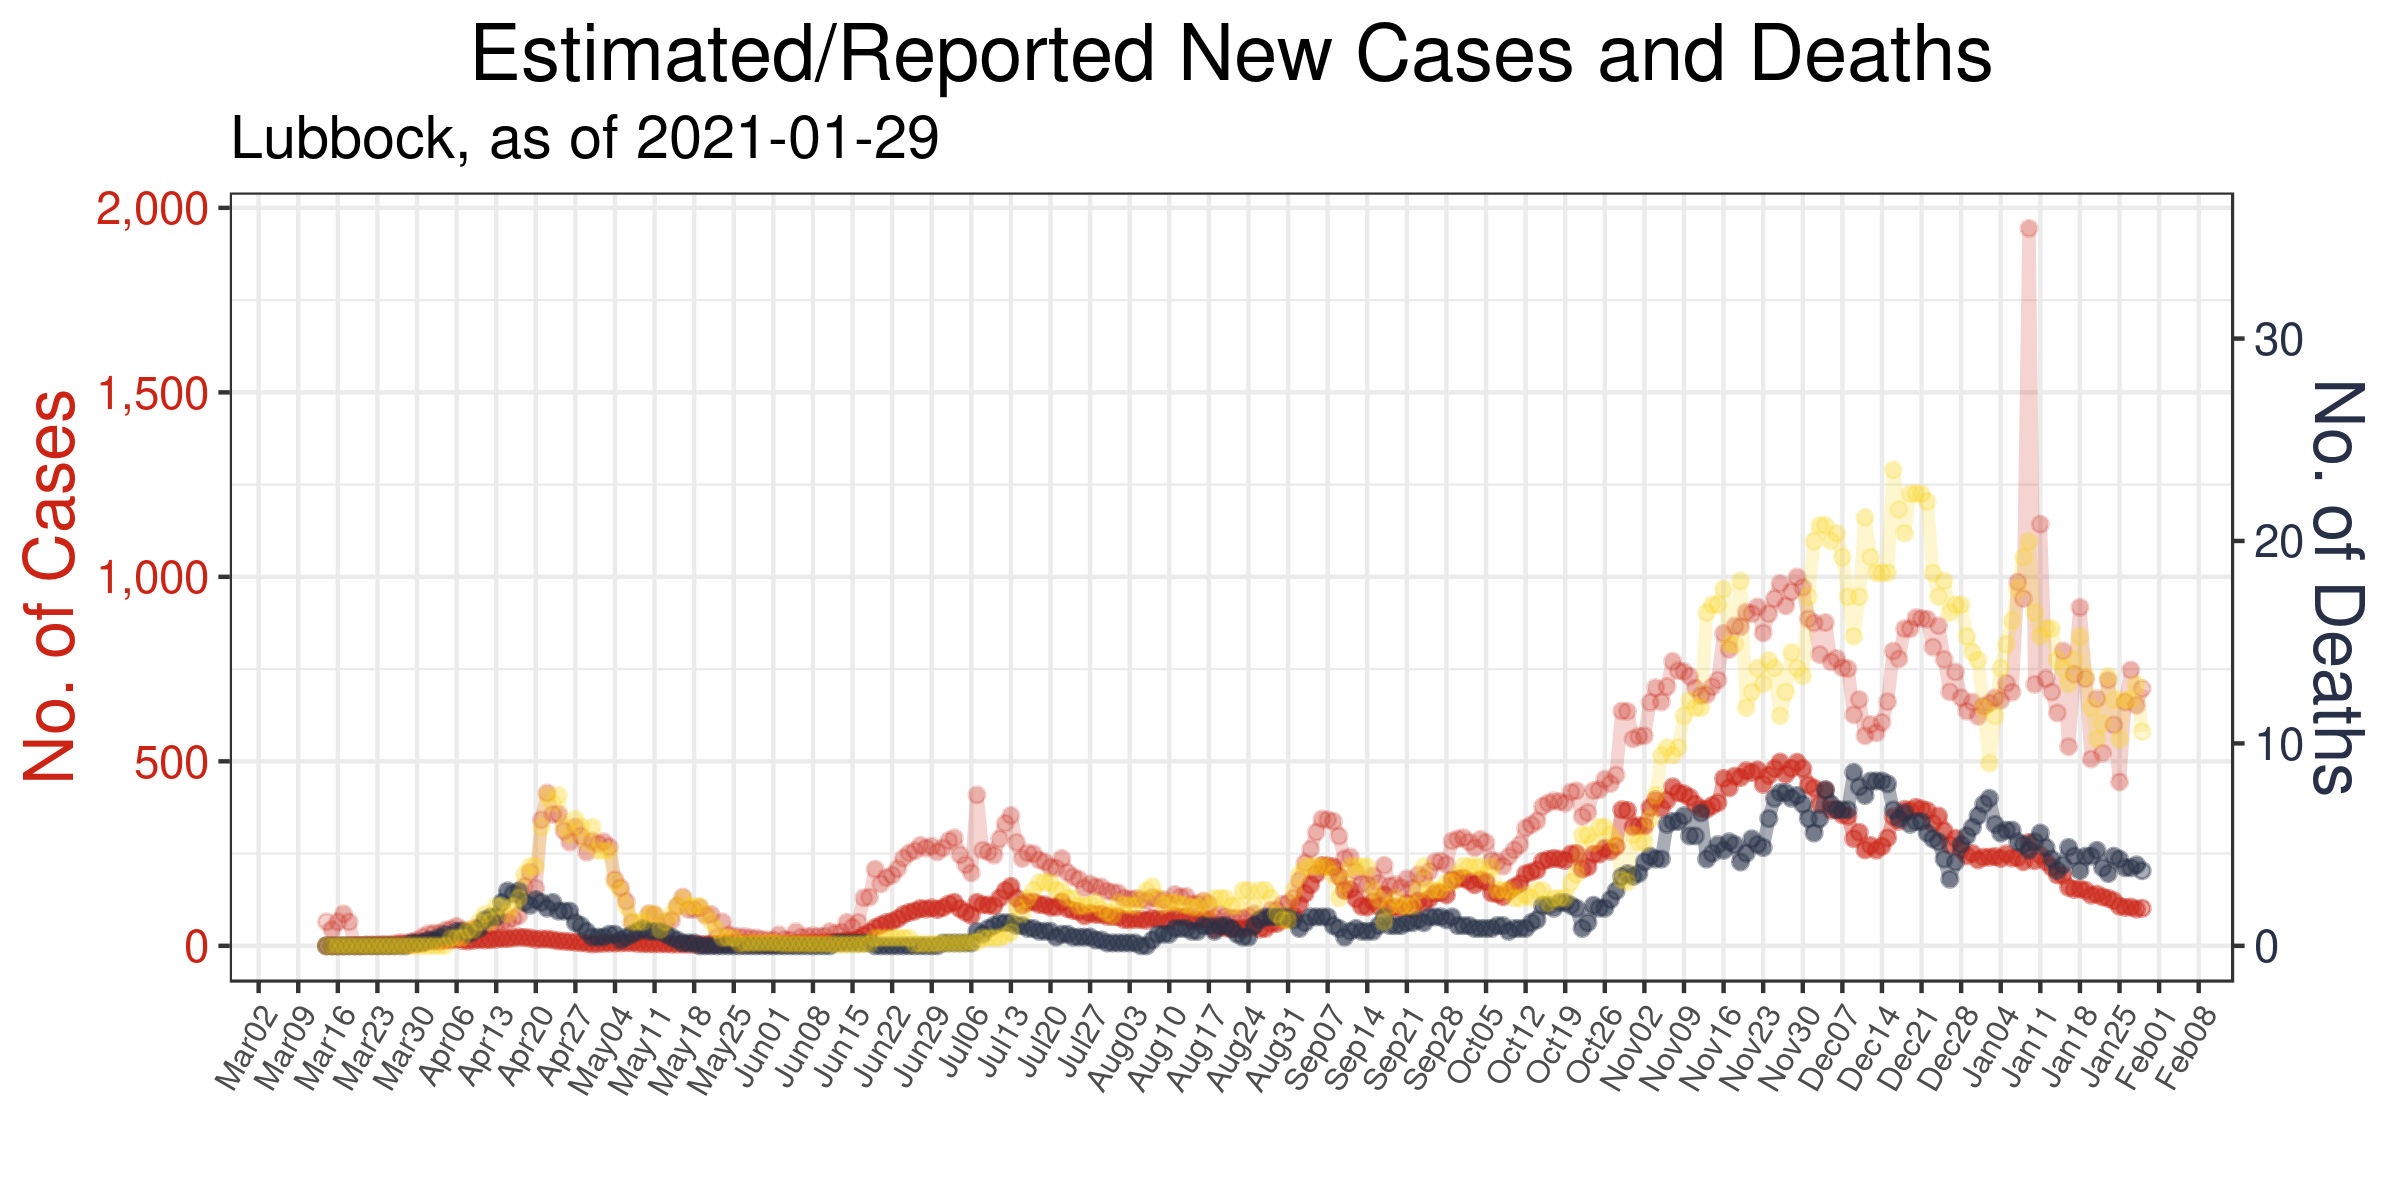 Estimated/Reported New Cases and Deaths
Lubbock, as of 2021-01-29
No. of Cases
2,000
1,500
1,000
500
0
30
20
10
0
No. of Deaths
Mar02
Mar09
Mar16
Mar23
Mar30
Apr06
Apr13
Apr20
Apr27
May04
May11
May18
May25
Jun01
Jun08
Jun15
Jun22
Jun29
Jul06
Jul13
Jul20
Jul27
Aug03
Aug10
Aug17
Aug24
Aug31
Sep07
Sep14
Sep21
Sep28
Oct05
Oct12
Oct19
Oct26
Nov02
Nov09
Nov16
Nov23
Nov30
Dec07
Dec14
Dec21
Dec28
Jan04
Jan11
Jan18
Jan25
Feb01
Feb08